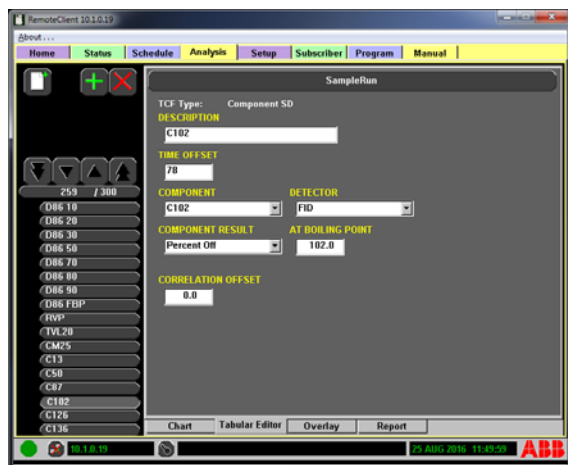 RemoteClient 10.1.0.19
About . . .
Home Status Schedule Analysis Setup Subscriber Program Manual
SampleRun
TCF Type: Component SD
DESCRIPTION
C102
TIME OFFSET
78
259 / 300
COMPONENT DETECTOR
C102 FID
COMPONENT RESULT AT BOILING POINT
Percent Off 102.0
CORRELATION OFFSET
0.0
D86 10
D86 20
D86 30
D86 50
D86 70
D86 80
D86 90
D86 FBP
RVP
TVL20
CM25
C13
C50
C87
C102
C126
C136
Chart Tabular Editor Overlay Report
10.1.0.19 25 AUG 2016 11:49:59 ABB